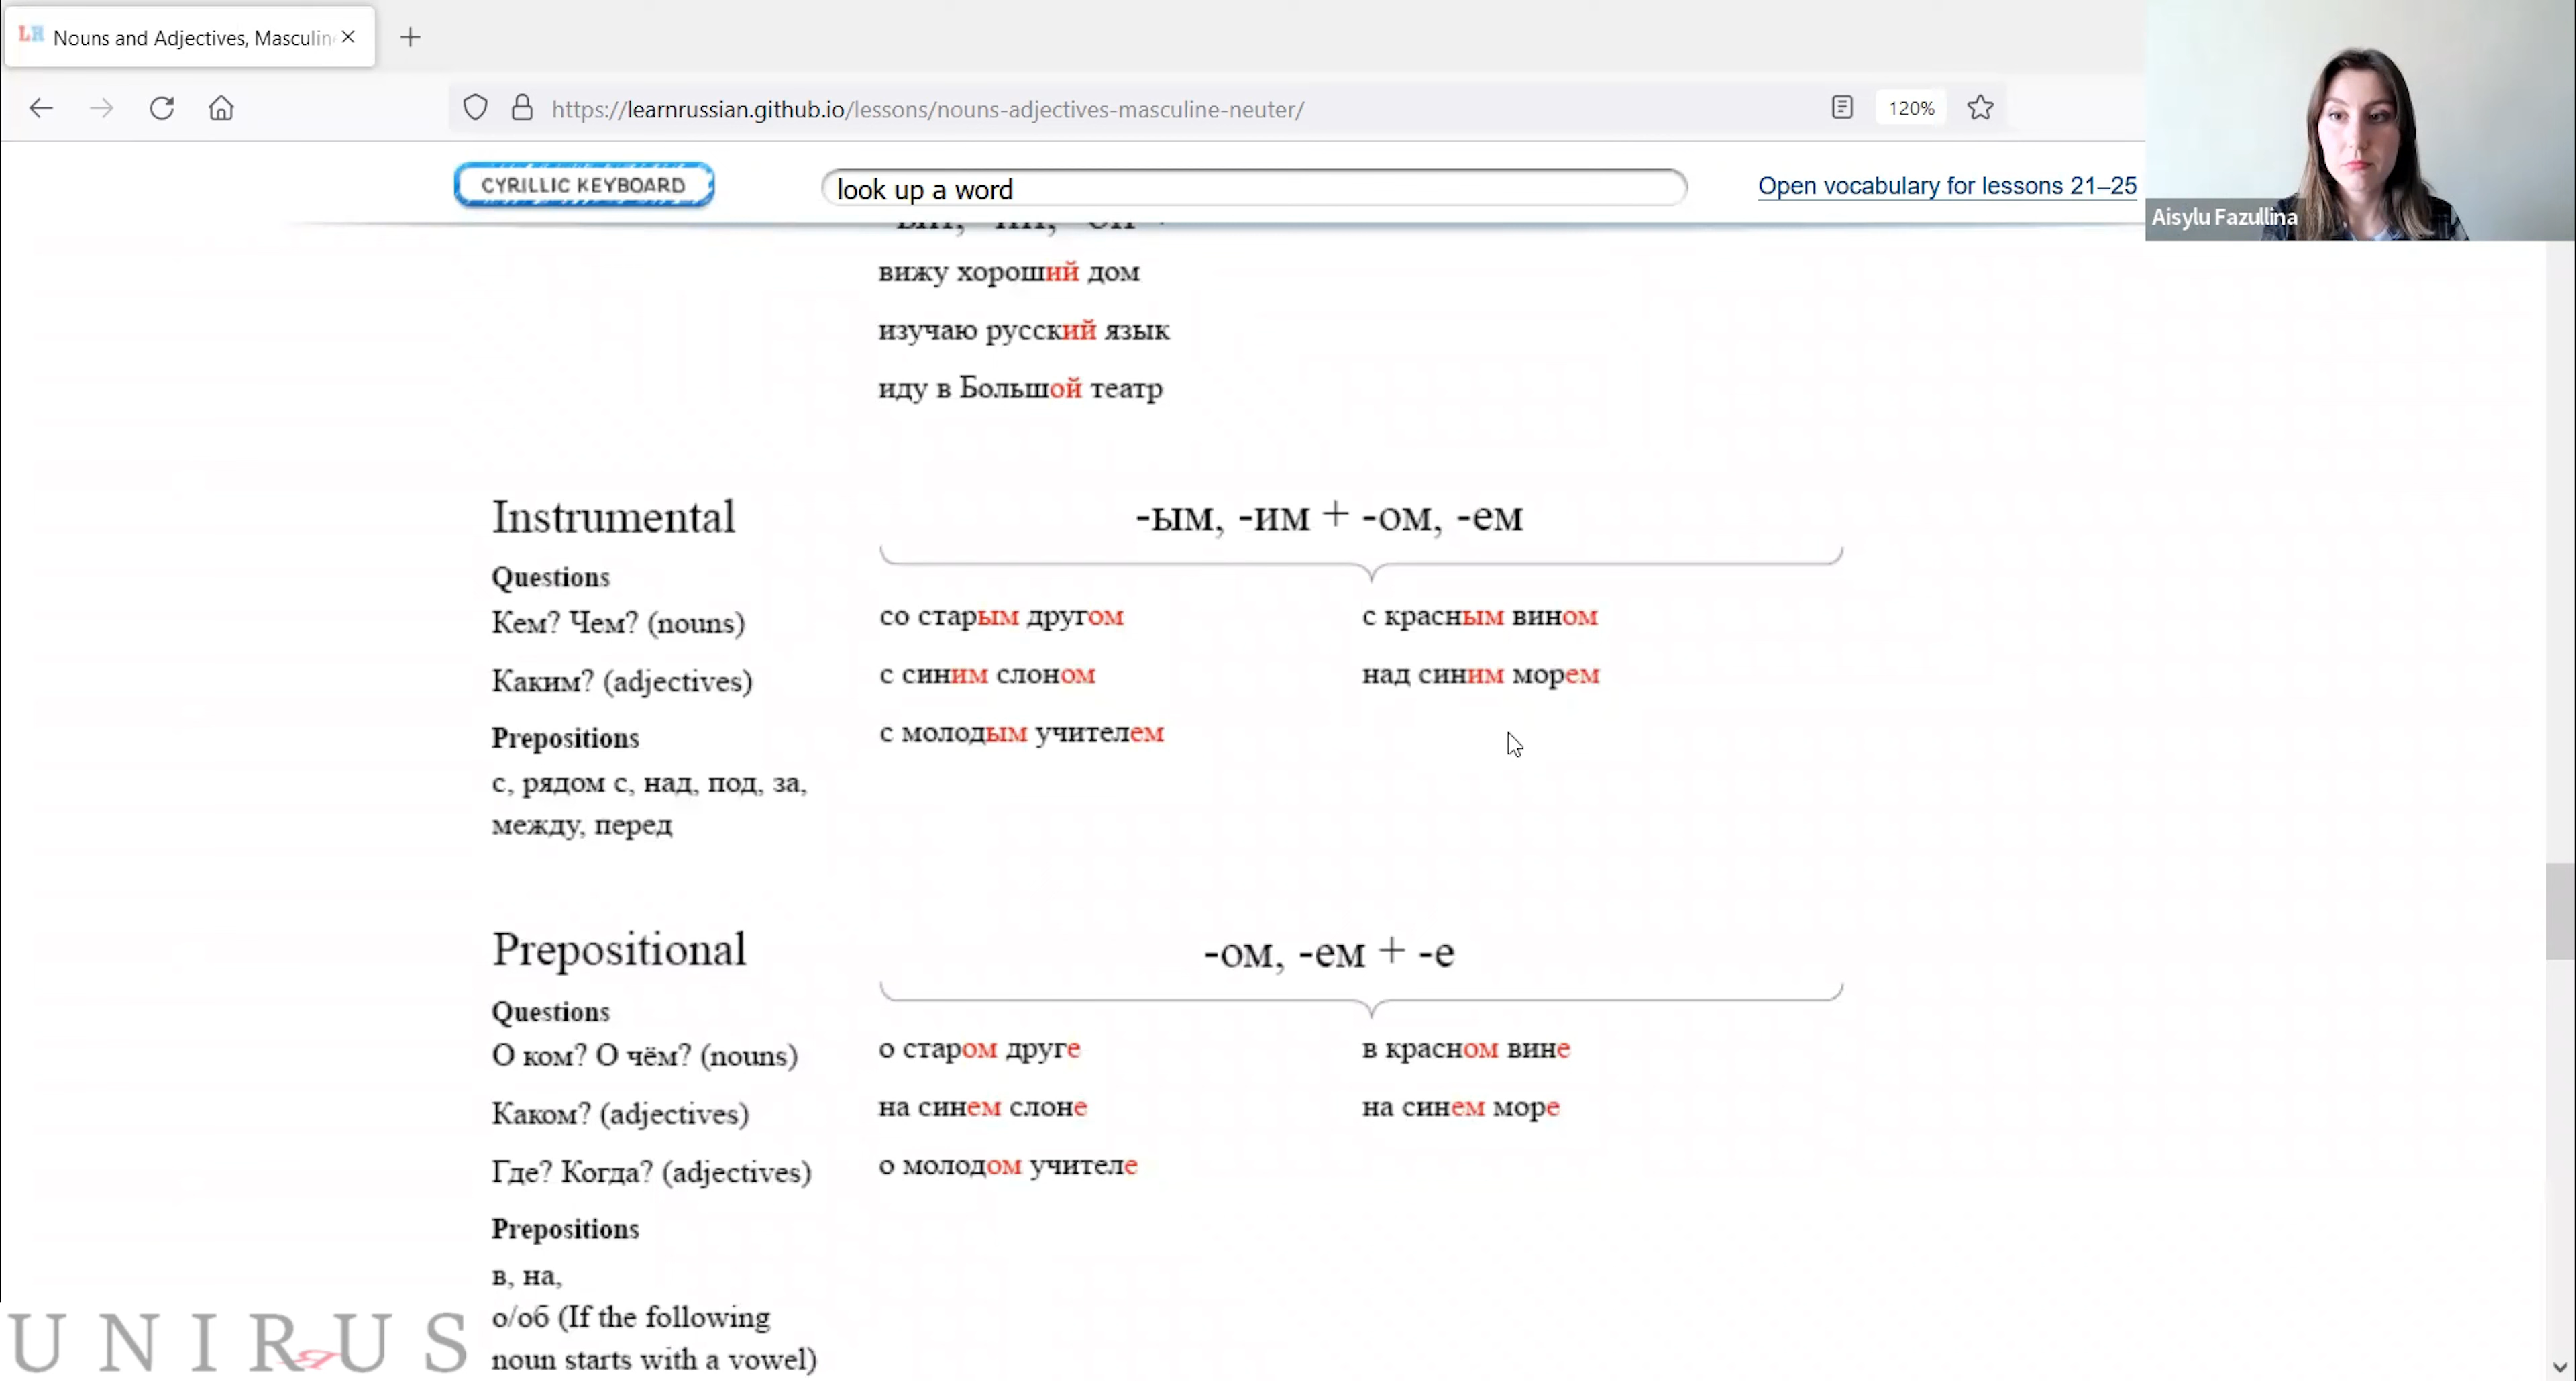 LR Nouns and Adjectives, Masculin
https://learnrussian.github.io/lessons/nouns-adjectives-masculine-neuter/
120%
CYRILLIC KEYBOARD
look up a word
Open vocabulary for lessons 21–25
Aisylu Fazullina
вижу хороший дом
изучаю русский язык
иду в Большой театр
Instrumental
-ым, -им + -ом, -ем
Questions
Кем? Чем? (nouns)
со старым другом
с красным вином
Каким? (adjectives)
с синим слоном
над синим морем
Prepositions
с молодым учителем
с, рядом с, над, под, за,
между, перед
Prepositional
-ом, -ем + -е
Questions
О ком? О чём? (nouns)
о старом друге
в красном вине
Каком? (adjectives)
на синем слоне
на синем море
Где? Когда? (adjectives)
о молодом учителе
Prepositions
в, на,
о/об (If the following
noun starts with a vowel)
UNIRUS